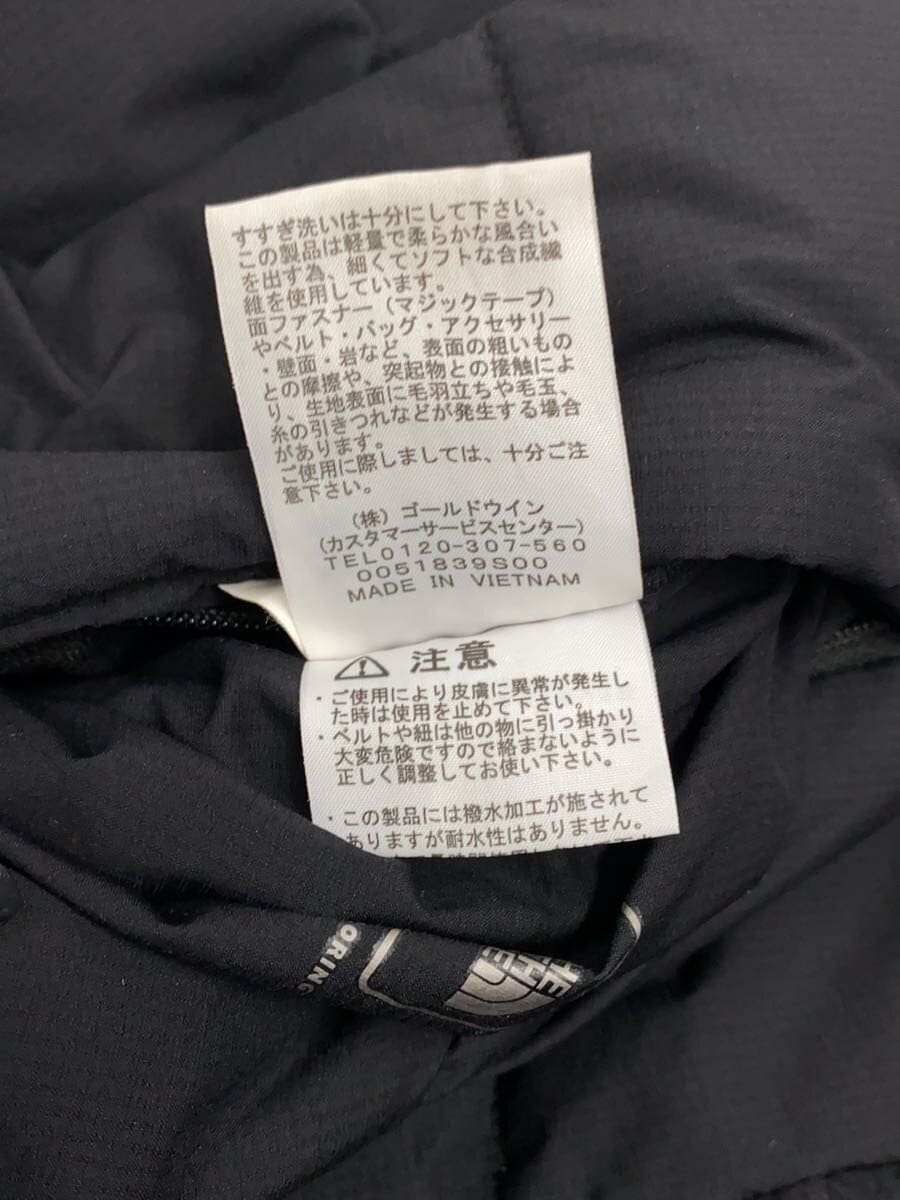 すすぎ洗いは十分にして下さい。
この製品は軽量で柔らかな風合い
を出す為、細くてソフトな合成繊
維を使用しています。
面ファスナー（マジックテープ）
やベルト・バッグ・アクセサリー
・壁面・岩など、表面の粗いもの
との摩擦や、突起物との接触によ
り、生地表面に毛羽立ちや毛玉、
糸の引きつれなどが発生する場合
があります。
ご使用に際しましては、十分ご注
意下さい。
（株）ゴールドウイン
（カスタマーサービスセンター）
TEL0120-307-560
0051839S00
MADE IN VIETNAM
注意
・ご使用により皮膚に異常が発生し
た時は使用を止めて下さい。
・ベルトや紐は他の物に引っ掛かり
大変危険ですので絡まないように
正しく調整してお使い下さい。
・この製品には撥水加工が施されて
ありますが耐水性はありません。
ORING
THE